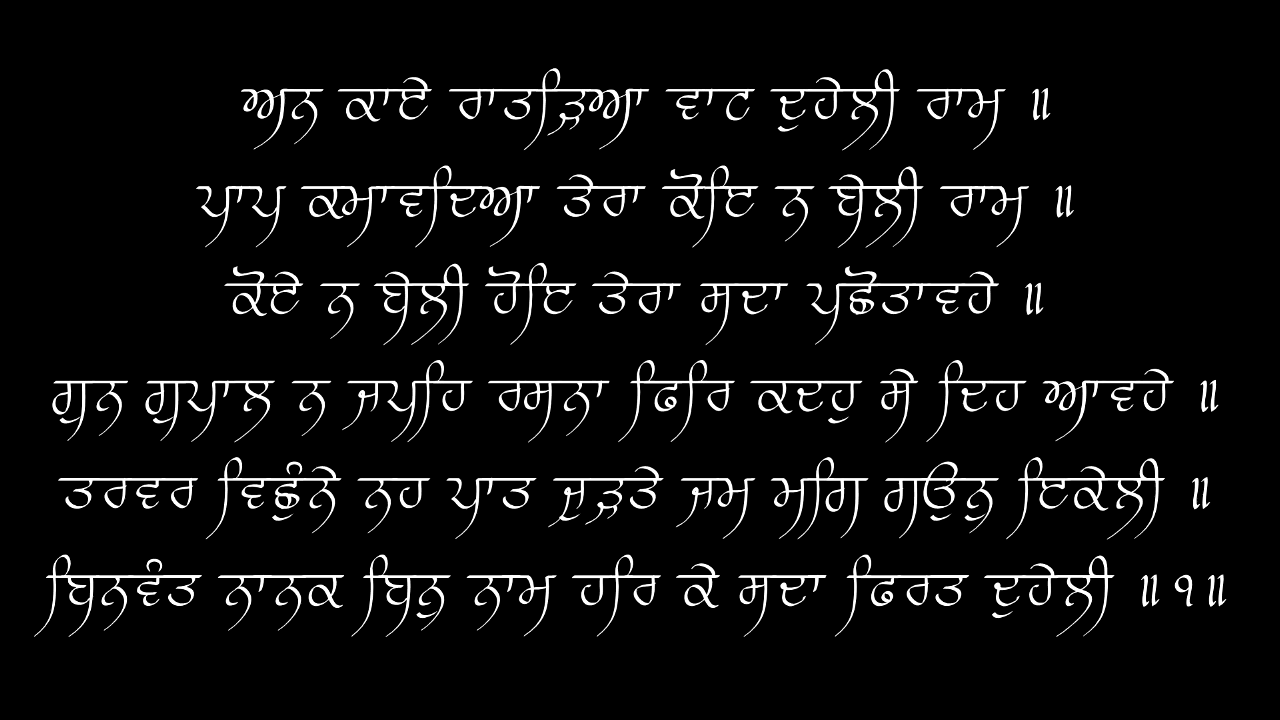 ਅਨ ਕਾਏ ਰਾਤੜਿਆ ਵਾਟ ਦੁਹੇਲੀ ਰਾਮ ॥
ਪਾਪ ਕਮਾਵਦਿਆ ਤੇਰਾ ਕੋਇ ਨ ਬੇਲੀ ਰਾਮ ॥
ਕੋਏ ਨ ਬੇਲੀ ਹੋਇ ਤੇਰਾ ਸਦਾ ਪਛੋਤਾਵਹੇ ॥
ਗੁਨ ਗੁਪਾਲ ਨ ਜਪਹਿ ਰਸਨਾ ਫਿਰਿ ਕਦਹੁ ਸੇ ਦਿਹ ਆਵਹੇ ॥
ਤਰਵਰ ਵਿਛੁੰਨੇ ਨਹ ਪਾਤ ਜੁੜਤੇ ਜਮ ਮਗਿ ਗਉਨੁ ਇਕੇਲੀ ॥
ਬਿਨਵੰਤ ਨਾਨਕ ਬਿਨੁ ਨਾਮ ਹਰਿ ਕੇ ਸਦਾ ਫਿਰਤ ਦੁਹੇਲੀ ॥੧॥